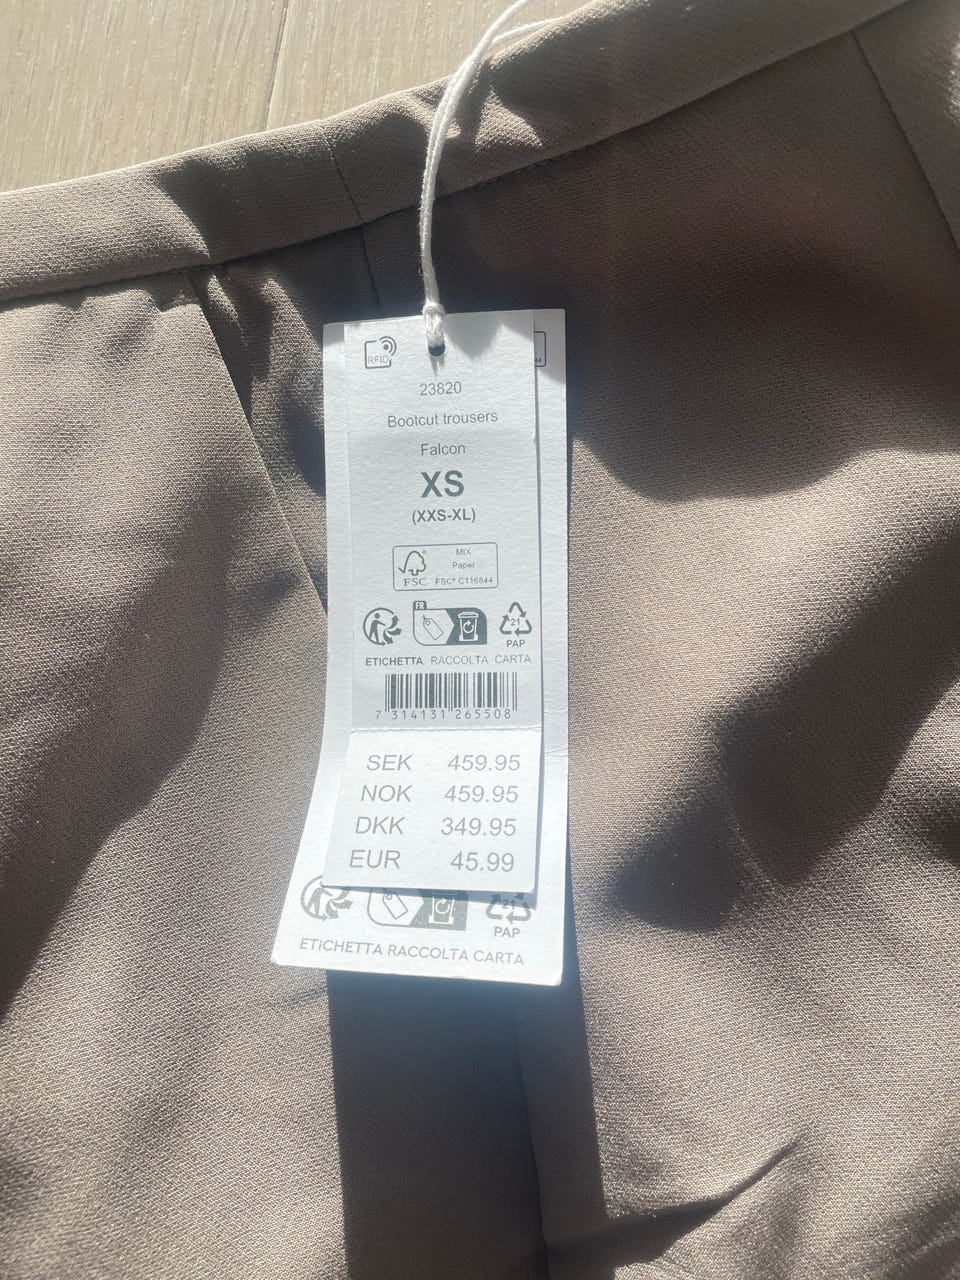 RFID
44
23820
Bootcut trousers
Falcon
XS
(XXS-XL)
MIX
Paper
FSC® FSC® C116844
FR
21
PAP
ETICHETTA RACCOLTA CARTA
7 314131 265508
SEK 459.95
NOK 459.95
DKK 349.95
EUR 45.99
21
PAP
ETICHETTA RACCOLTA CARTA